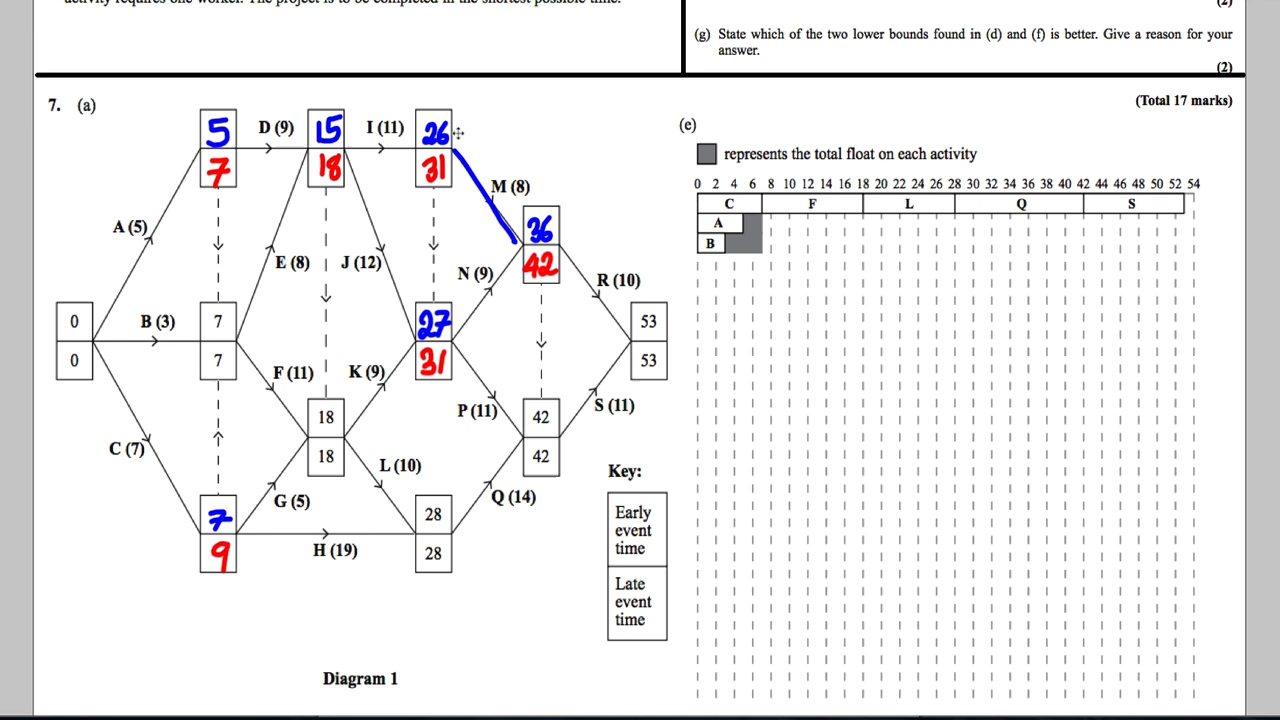 activity requires one worker. The project is to be completed in the shortest possible time.
(2)
(g) State which of the two lower bounds found in (d) and (f) is better. Give a reason for your
answer.
(2)
(Total 17 marks)
7. (a)
5
7
D (9)
15
18
I (11)
26
31
M (8)
A (5)
E (8)
J (12)
N (9)
36
42
R (10)
0
0
B (3)
7
7
27
31
53
53
F (11)
K (9)
18
18
P (11)
42
42
S (11)
C (7)
G (5)
L (10)
Q (14)
7
9
H (19)
28
28
Key:
Early
event
time
Late
event
time
Diagram 1
(e)
represents the total float on each activity
0 2 4 6 8 10 12 14 16 18 20 22 24 26 28 30 32 34 36 38 40 42 44 46 48 50 52 54
C F L Q S
A
B